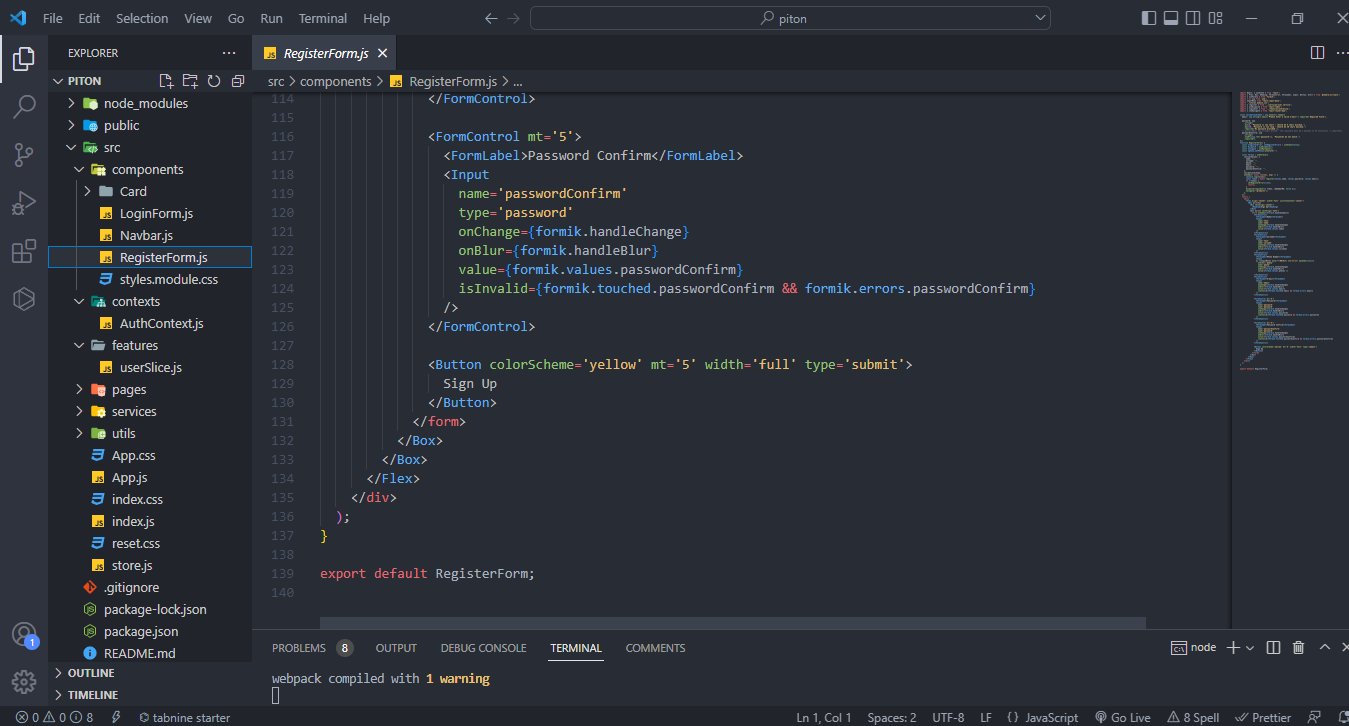 File Edit Selection View Go Run Terminal Help
piton
EXPLORER
RegisterForm.js
PITON
src > components > RegisterForm.js > ...
node_modules
public
src
components
Card
LoginForm.js
Navbar.js
RegisterForm.js
styles.module.css
contexts
AuthContext.js
features
userSlice.js
pages
services
utils
App.css
App.js
index.css
index.js
reset.css
store.js
.gitignore
package-lock.json
package.json
README.md
OUTLINE
TIMELINE
1
114 </FormControl>
115
116 <FormControl mt='5'>
117 <FormLabel>Password Confirm</FormLabel>
118 <Input
119 name='passwordConfirm'
120 type='password'
121 onChange={formik.handleChange}
122 onBlur={formik.handleBlur}
123 value={formik.values.passwordConfirm}
124 isInvalid={formik.touched.passwordConfirm && formik.errors.passwordConfirm}
125 />
126 </FormControl>
127
128 <Button colorScheme='yellow' mt='5' width='full' type='submit'>
129 Sign Up
130 </Button>
131 </form>
132 </Box>
133 </Box>
134 </Flex>
135 </div>
136 );
137 }
138
139 export default RegisterForm;
140
PROBLEMS 8 OUTPUT DEBUG CONSOLE TERMINAL COMMENTS
node
webpack compiled with 1 warning
0 0 8 tabnine starter
Ln 1, Col 1 Spaces: 2 UTF-8 LF {} JavaScript Go Live 8 Spell Prettier